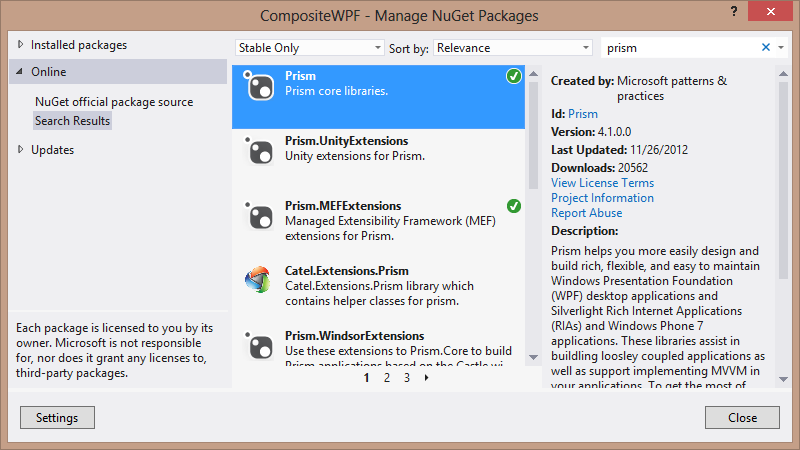 CompositeWPF - Manage NuGet Packages
?
Installed packages
Online
NuGet official package source
Search Results
Updates
Each package is licensed to you by its
owner. Microsoft is not responsible
for, nor does it grant any licenses to,
third-party packages.
Stable Only
Sort by:
Relevance
prism
Prism
Prism core libraries.
Prism.UnityExtensions
Unity extensions for Prism.
Prism.MEFExtensions
Managed Extensibility Framework (MEF)
extensions for Prism.
Catel.Extensions.Prism
Catel.Extensions.Prism library which
contains helper classes for prism.
Prism.WindsorExtensions
Use these extensions to Prism.Core to build
Prism applications based on the Castle wi
1 2 3
Created by: Microsoft patterns &
practices
Id: Prism
Version: 4.1.0.0
Last Updated: 11/26/2012
Downloads: 20562
View License Terms
Project Information
Report Abuse
Description:
Prism helps you more easily design and
build rich, flexible, and easy to maintain
Windows Presentation Foundation
(WPF) desktop applications and
Silverlight Rich Internet Applications
(RIAs) and Windows Phone 7
applications. These libraries assist in
buildling loosley coupled applications as
well as support implementing MVVM in
your applications. To get the most of
Settings
Close